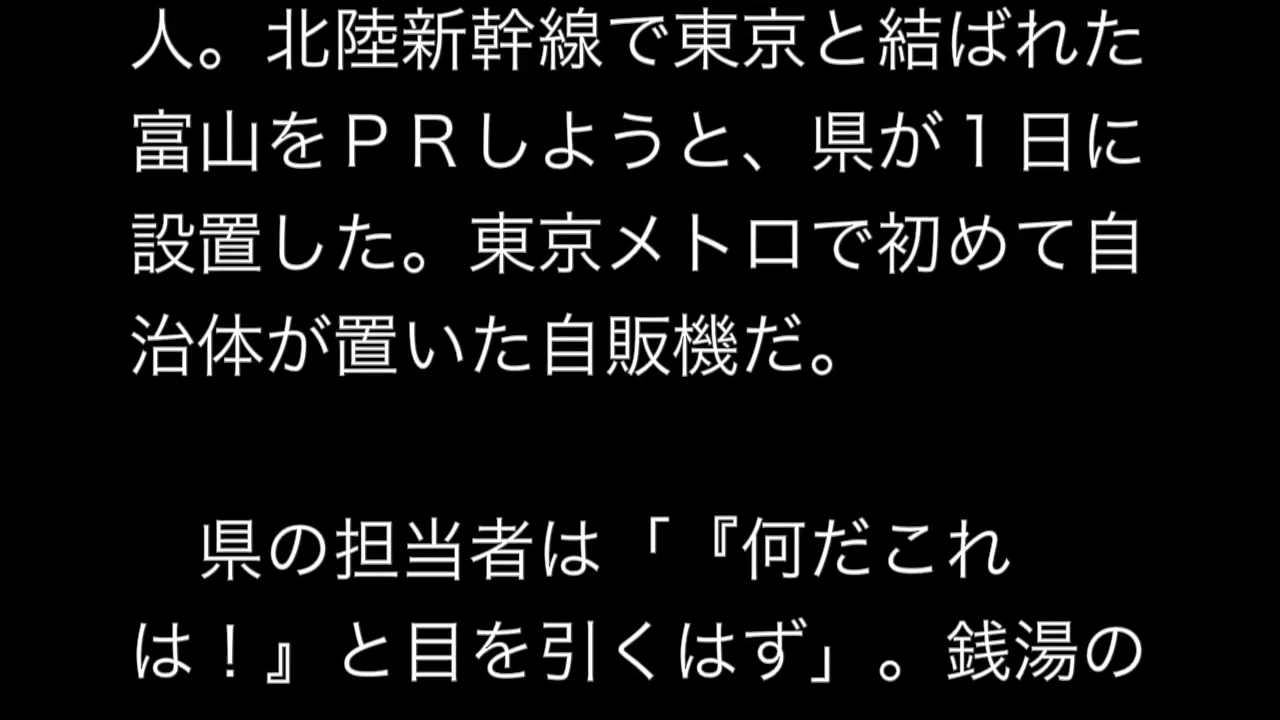 人。北陸新幹線で東京と結ばれた
富山をＰＲしようと、県が１日に
設置した。東京メトロで初めて自
治体が置いた自販機だ。
　県の担当者は「『何だこれ
は！』と目を引くはず」。銭湯の